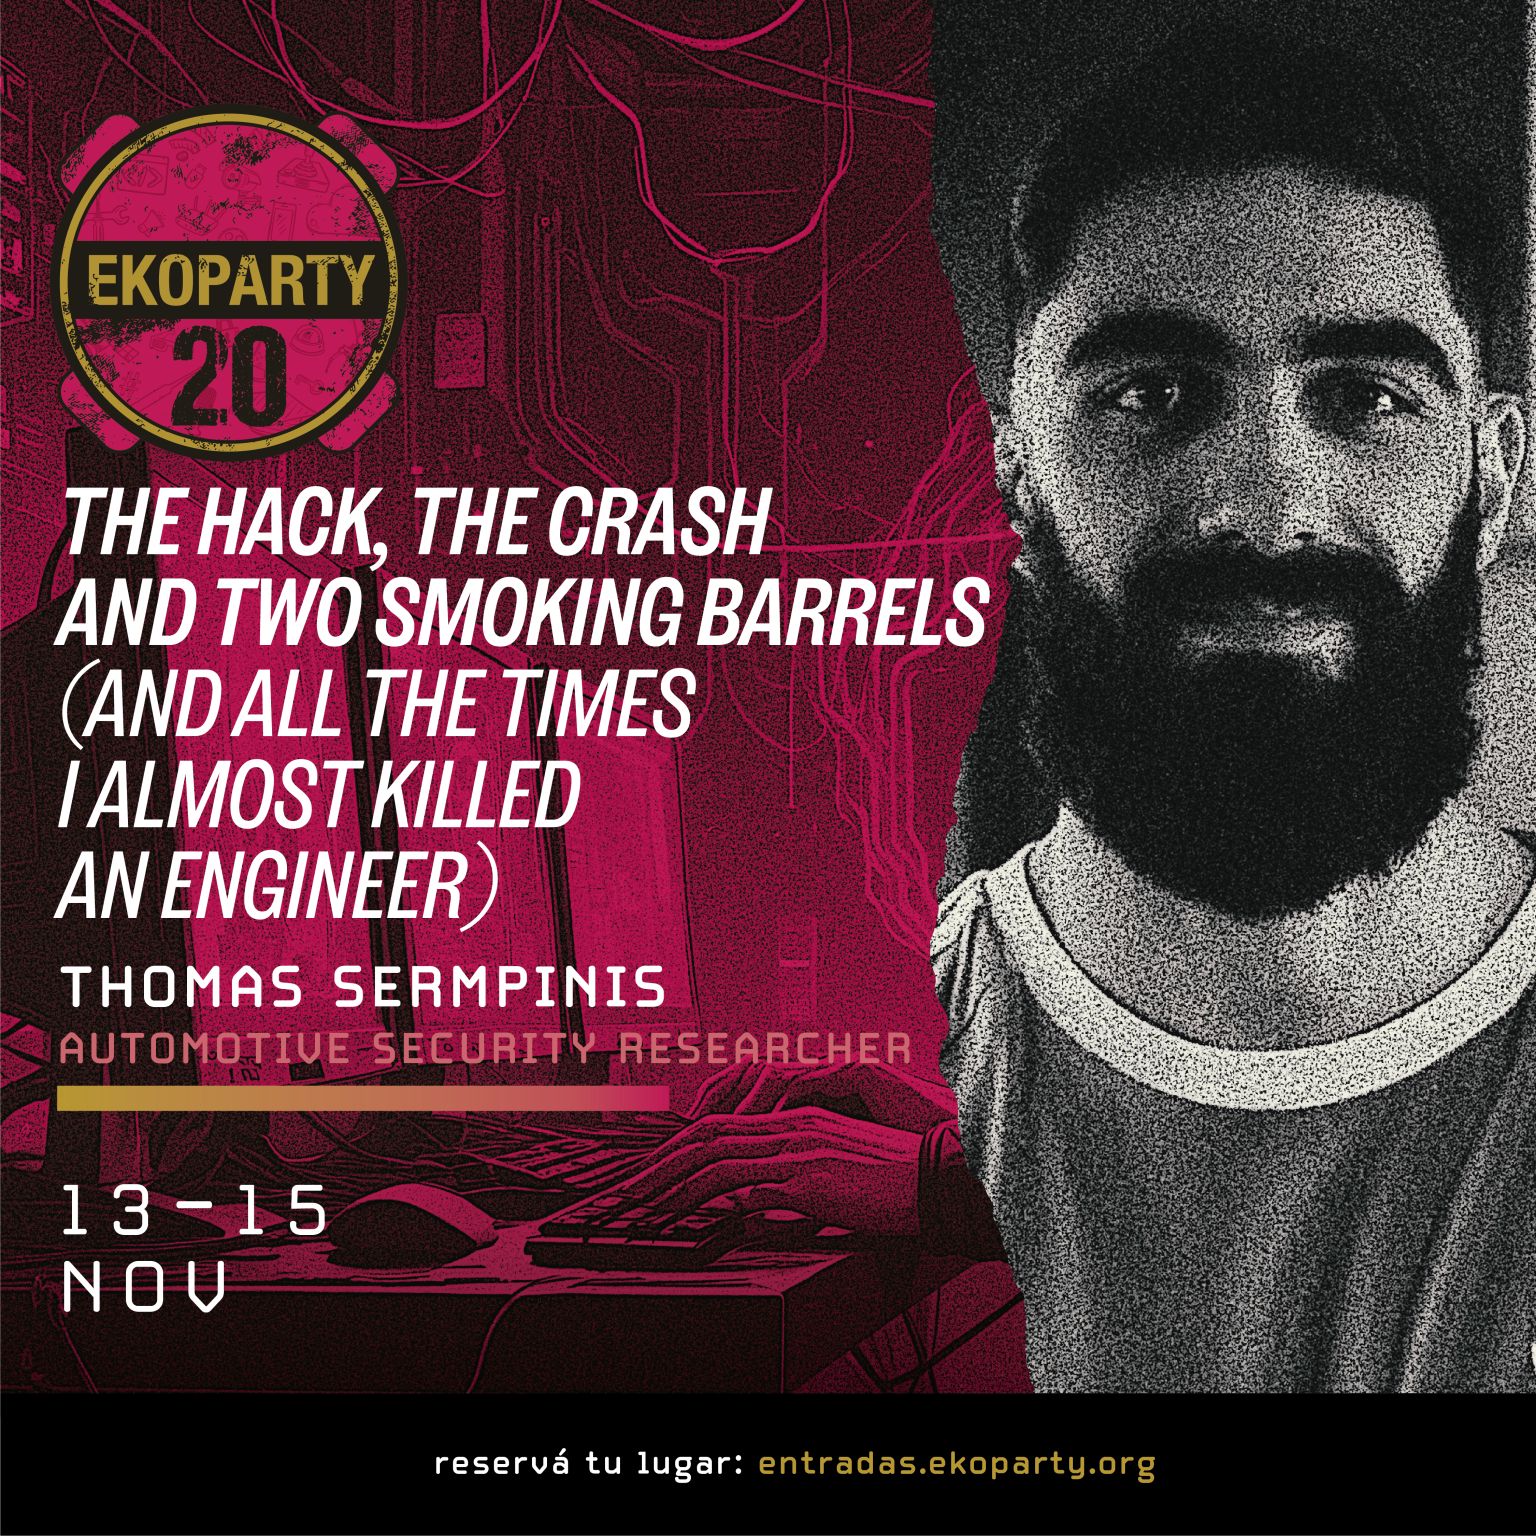 EKOPARTY
20
THE HACK, THE CRASH
AND TWO SMOKING BARRELS
(AND ALL THE TIMES
I ALMOST KILLED
AN ENGINEER)
THOMAS SERMPINIS
AUTOMOTIVE SECURITY RESEARCHER
13-15
NOV
reservá tu lugar: entradas.ekoparty.org